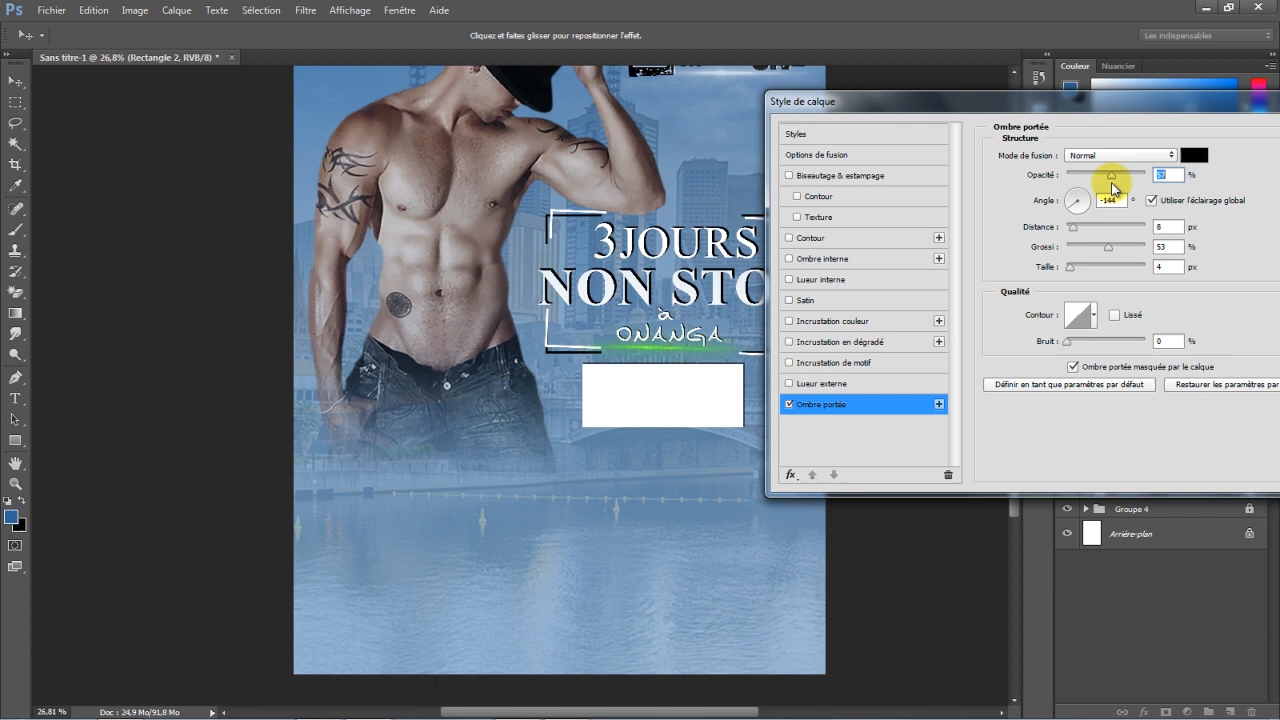 Ps Fichier Edition Image Calque Texte Sélection Filtre Affichage Fenêtre Aide
Cliquez et faites glisser pour repositionner l'effet.
Les indispensables
Sans titre-1 @ 26,8% (Rectangle 2, RVB/8) * ×
Couleur Nuancier
Style de calque
Styles
Options de fusion
Biseautage & estampage
Contour
Texture
Contour
Ombre interne
Lueur interne
Satin
Incrustation couleur
Incrustation en dégradé
Incrustation de motif
Lueur externe
Ombre portée
fx
Ombre portée
Structure
Mode de fusion : Normal
Opacité : 57 %
Angle : -144 ° Utiliser l'éclairage global
Distance : 8 px
Grossi : 53 %
Taille : 4 px
Qualité
Contour : Lissé
Bruit : 0 %
Ombre portée masquée par le calque
Définir en tant que paramètres par défaut Restaurer les paramètres par
3JOURS
NON STO
à
ONANGA
Groupe 4
Arrière-plan
26,81 % Doc : 24,9 Mo/91,8 Mo
fx